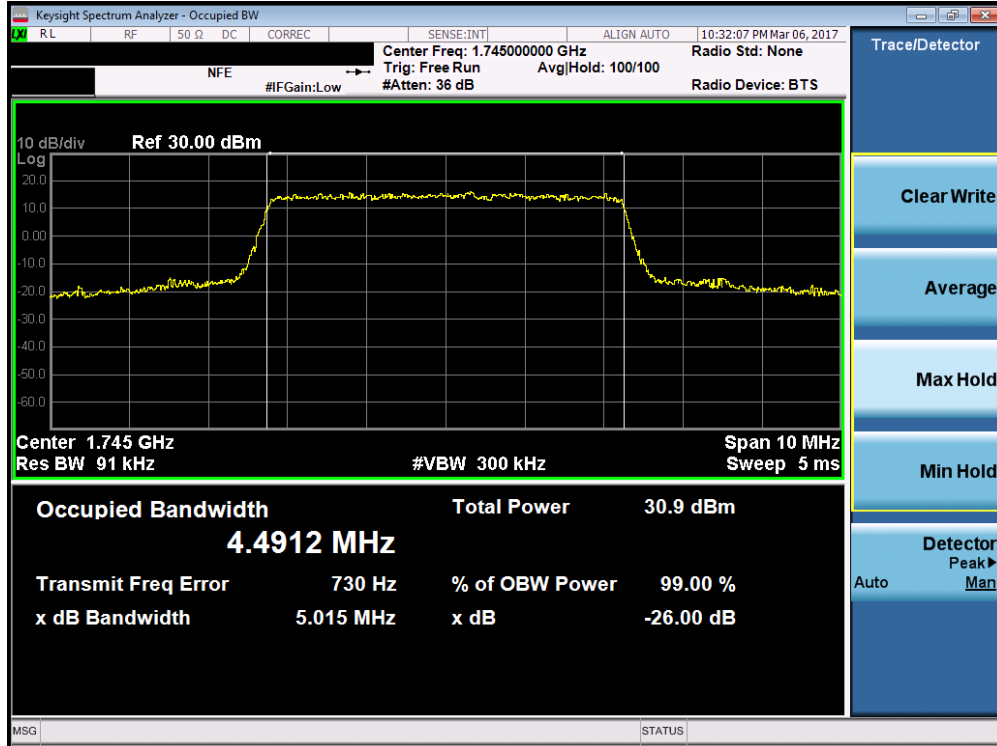 Keysight Spectrum Analyzer - Occupied BW
LXI RL RF 50 Ω DC CORREC SENSE:INT ALIGN AUTO 10:32:07 PM Mar 06, 2017
Center Freq: 1.745000000 GHz Radio Std: None
NFE Trig: Free Run Avg|Hold: 100/100
#IFGain:Low #Atten: 36 dB Radio Device: BTS
10 dB/div Ref 30.00 dBm
Log
20.0
10.0
0.00
-10.0
-20.0
-30.0
-40.0
-50.0
-60.0
Center 1.745 GHz Span 10 MHz
Res BW 91 kHz #VBW 300 kHz Sweep 5 ms
Occupied Bandwidth Total Power 30.9 dBm
4.4912 MHz
Transmit Freq Error 730 Hz % of OBW Power 99.00 %
x dB Bandwidth 5.015 MHz x dB -26.00 dB
MSG STATUS
Trace/Detector
Clear Write
Average
Max Hold
Min Hold
Detector
Peak▶
Auto Man